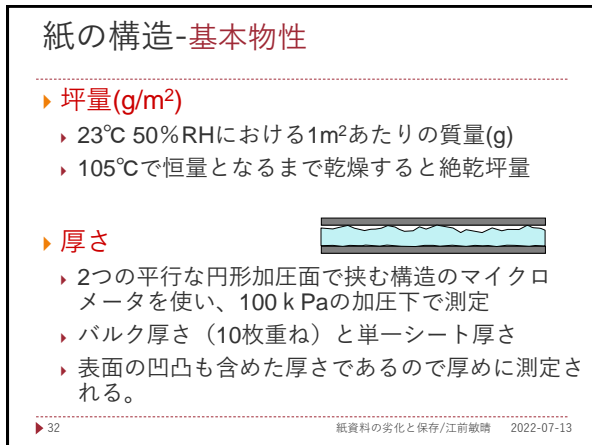 紙の構造-基本物性
坪量(g/m²)
23℃ 50%RHにおける1m²あたりの質量(g)
105℃で恒量となるまで乾燥すると絶乾坪量
厚さ
2つの平行な円形加圧面で挟む構造のマイクロ
メータを使い、100ｋPaの加圧下で測定
バルク厚さ（10枚重ね）と単一シート厚さ
表面の凹凸も含めた厚さであるので厚めに測定さ
れる。
32 紙資料の劣化と保存/江前敏晴 2022-07-13